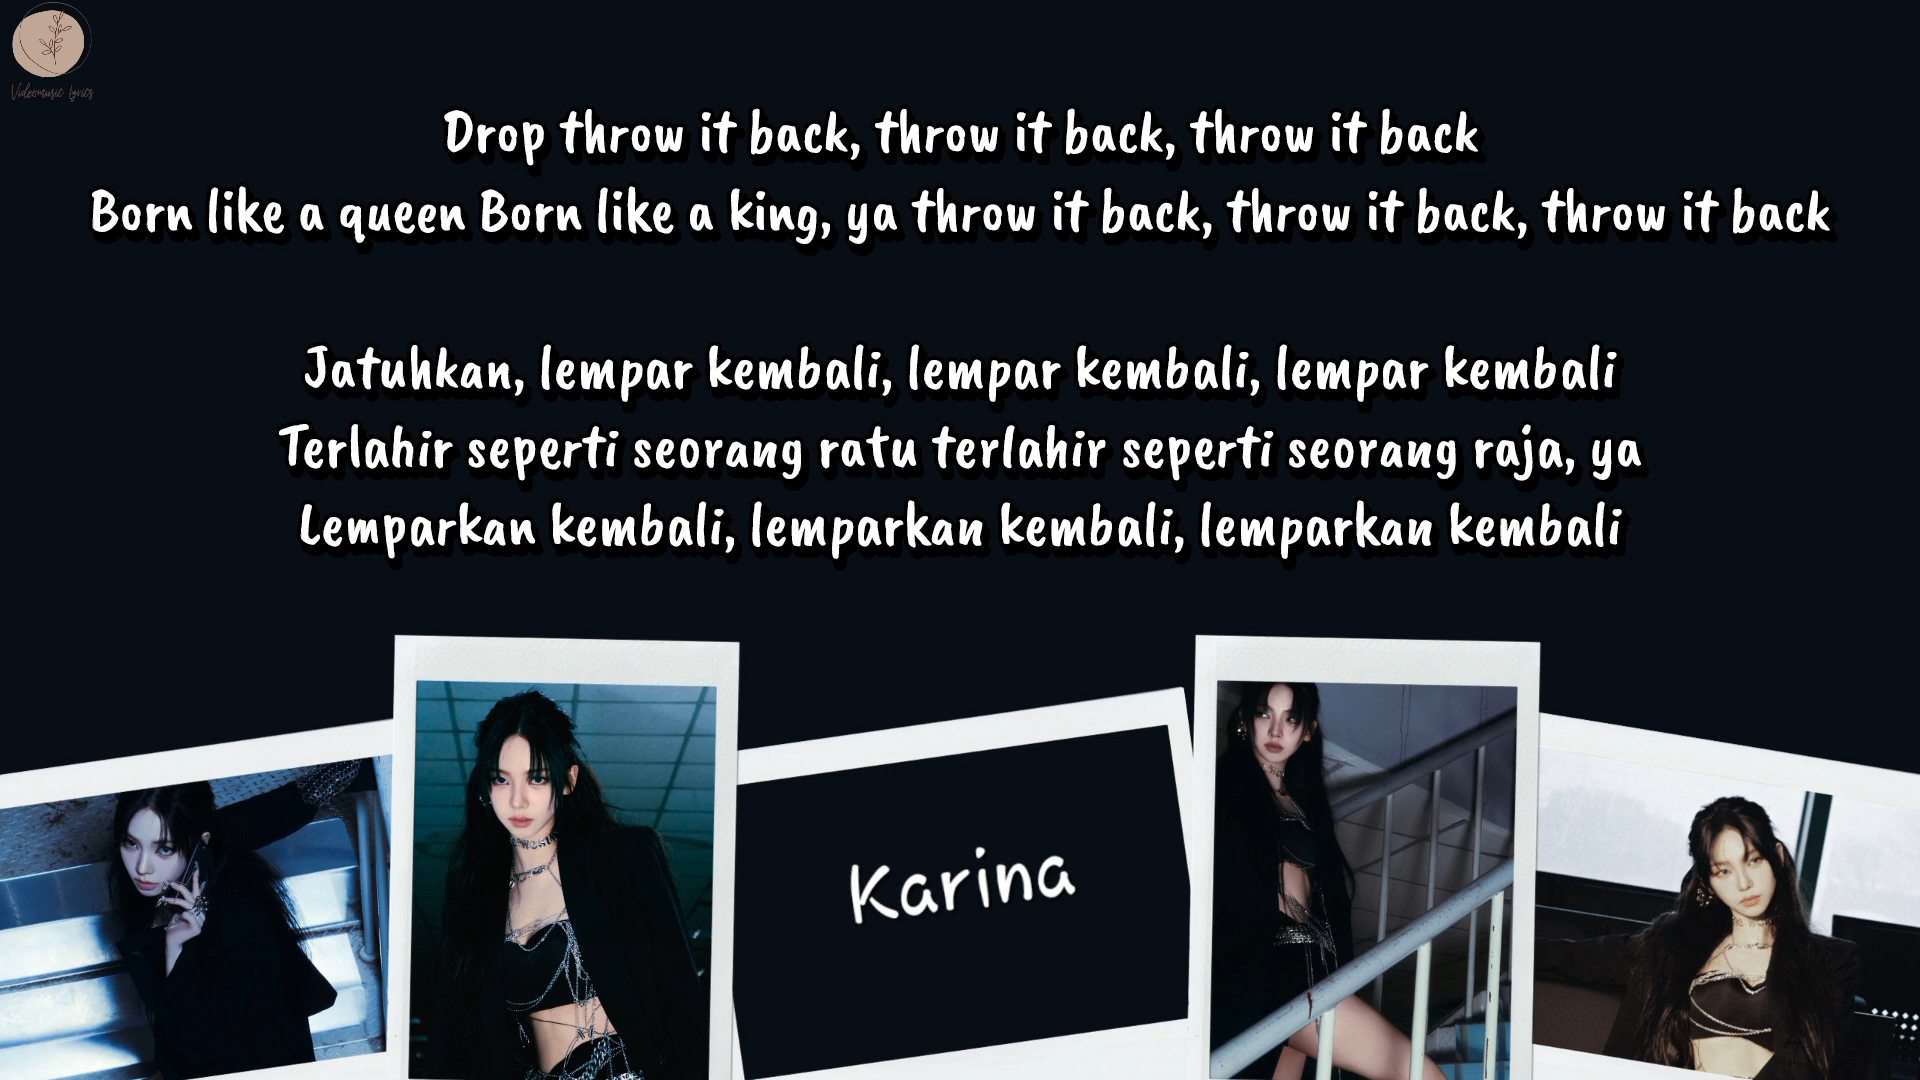 Videomusic Lyrics
Drop throw it back, throw it back, throw it back
Born like a queen Born like a king, ya throw it back, throw it back, throw it back
Jatuhkan, lempar kembali, lempar kembali, lempar kembali
Terlahir seperti seorang ratu terlahir seperti seorang raja, ya
Lemparkan kembali, lemparkan kembali, lemparkan kembali
Karina